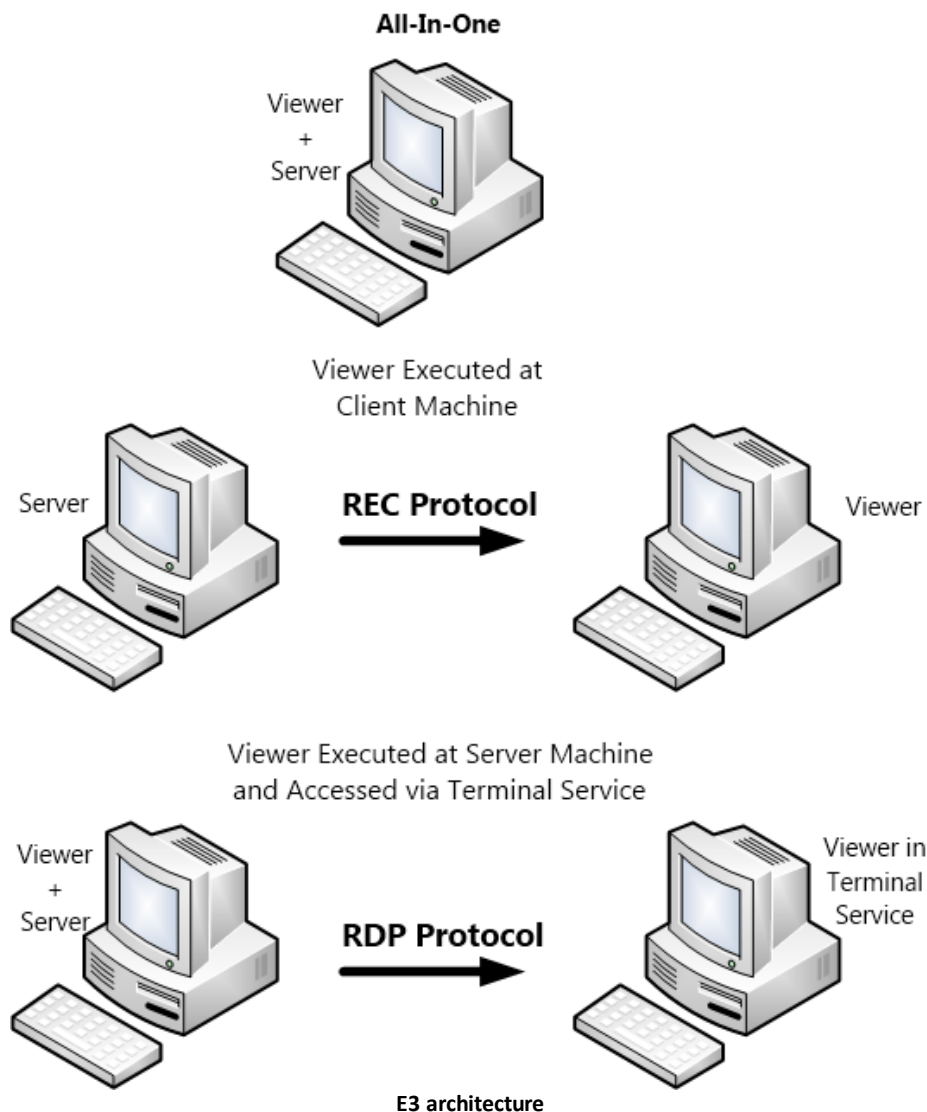 All-In-One
Viewer
+
Server
Viewer Executed at
Client Machine
Server
REC Protocol
Viewer
Viewer Executed at Server Machine
and Accessed via Terminal Service
Viewer
+
Server
RDP Protocol
Viewer in
Terminal
Service
E3 architecture